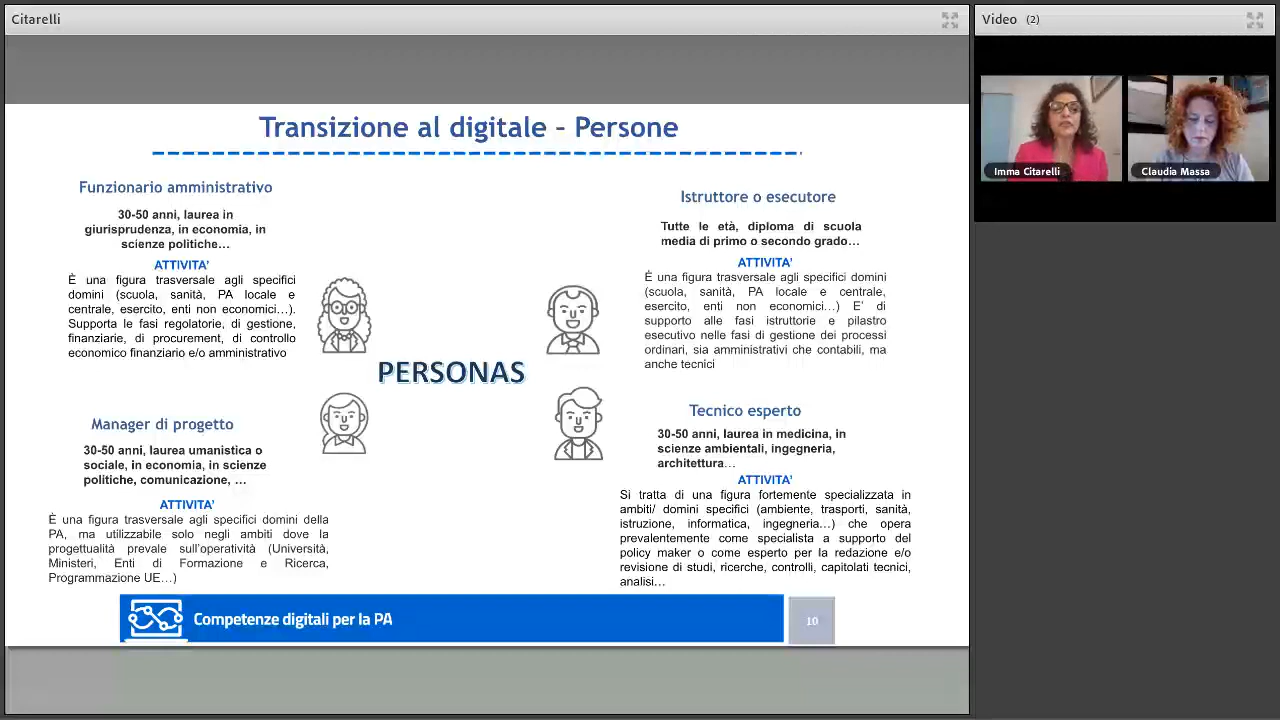 Citarelli
Transizione al digitale - Persone
Funzionario amministrativo
30-50 anni, laurea in
giurisprudenza, in economia, in
scienze politiche…
ATTIVITA'
È una figura trasversale agli specifici
domini (scuola, sanità, PA locale e
centrale, esercito, enti non economici…).
Supporta le fasi regolatorie, di gestione,
finanziarie, di procurement, di controllo
economico finanziario e/o amministrativo
Istruttore o esecutore
Tutte le età, diploma di scuola
media di primo o secondo grado…
ATTIVITA'
È una figura trasversale agli specifici domini
(scuola, sanità, PA locale e centrale,
esercito, enti non economici…) E' di
supporto alle fasi istruttorie e pilastro
esecutivo nelle fasi di gestione dei processi
ordinari, sia amministrativi che contabili, ma
anche tecnici
PERSONAS
Manager di progetto
30-50 anni, laurea umanistica o
sociale, in economia, in scienze
politiche, comunicazione, …
ATTIVITA'
È una figura trasversale agli specifici domini della
PA, ma utilizzabile solo negli ambiti dove la
progettualità prevale sull'operatività (Università,
Ministeri, Enti di Formazione e Ricerca,
Programmazione UE…)
Tecnico esperto
30-50 anni, laurea in medicina, in
scienze ambientali, ingegneria,
architettura…
ATTIVITA'
Si tratta di una figura fortemente specializzata in
ambiti/ domini specifici (ambiente, trasporti, sanità,
istruzione, informatica, ingegneria…) che opera
prevalentemente come specialista a supporto del
policy maker o come esperto per la redazione e/o
revisione di studi, ricerche, controlli, capitolati tecnici,
analisi…
Competenze digitali per la PA
10
Video (2)
Imma Citarelli
Claudia Massa